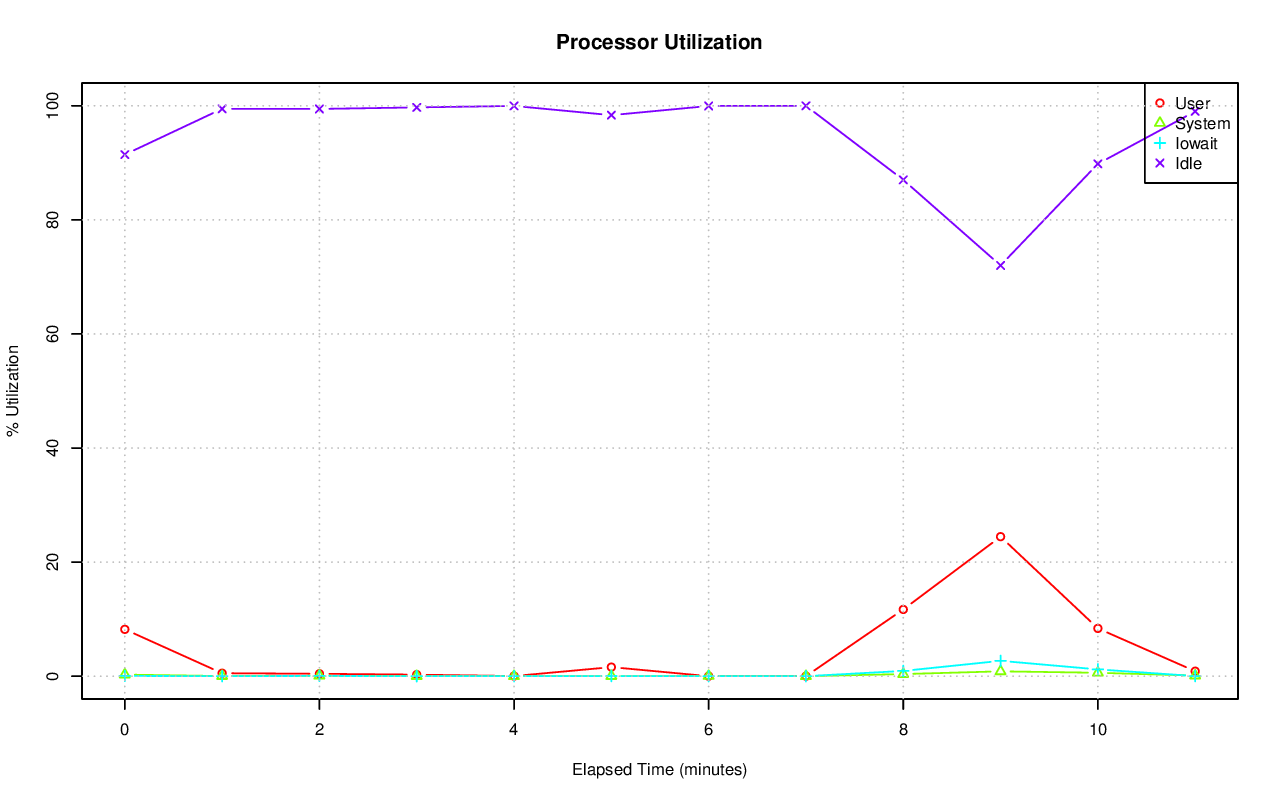 Processor Utilization
100
80
60
40
20
0
% Utilization
User
System
Iowait
Idle
0 2 4 6 8 10
Elapsed Time (minutes)